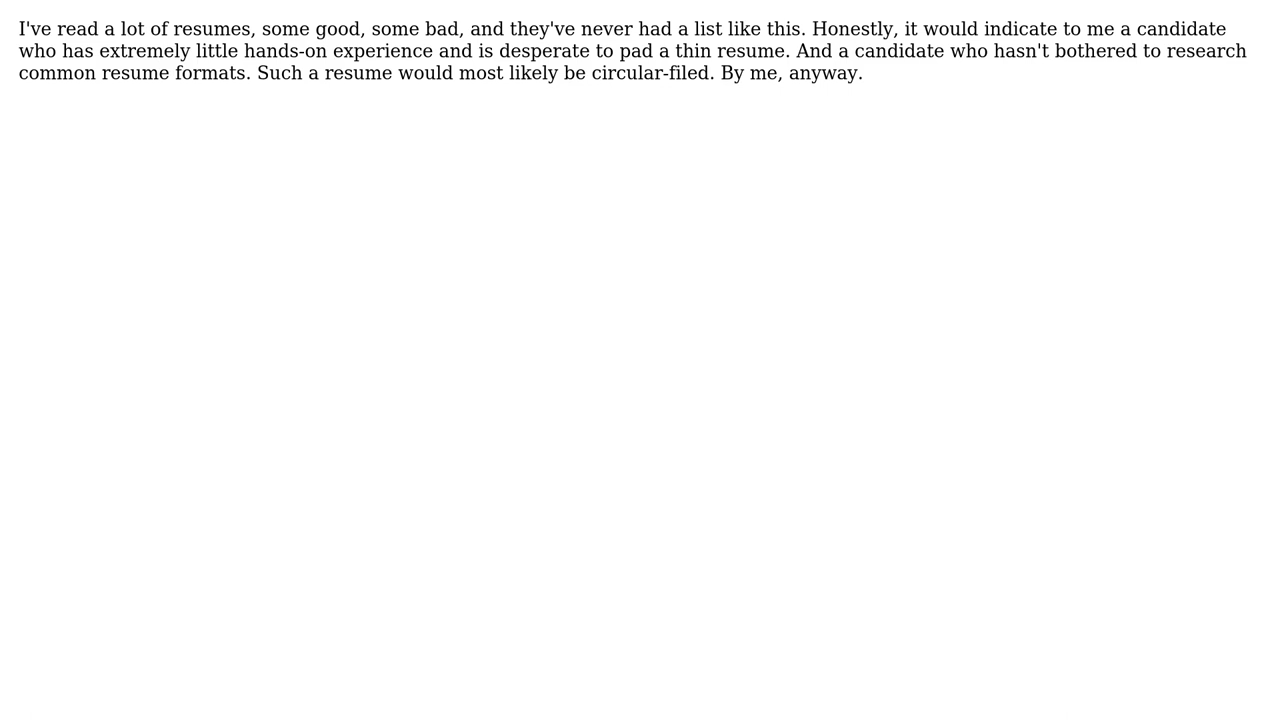 I've read a lot of resumes, some good, some bad, and they've never had a list like this. Honestly, it would indicate to me a candidate
who has extremely little hands-on experience and is desperate to pad a thin resume. And a candidate who hasn't bothered to research
common resume formats. Such a resume would most likely be circular-filed. By me, anyway.